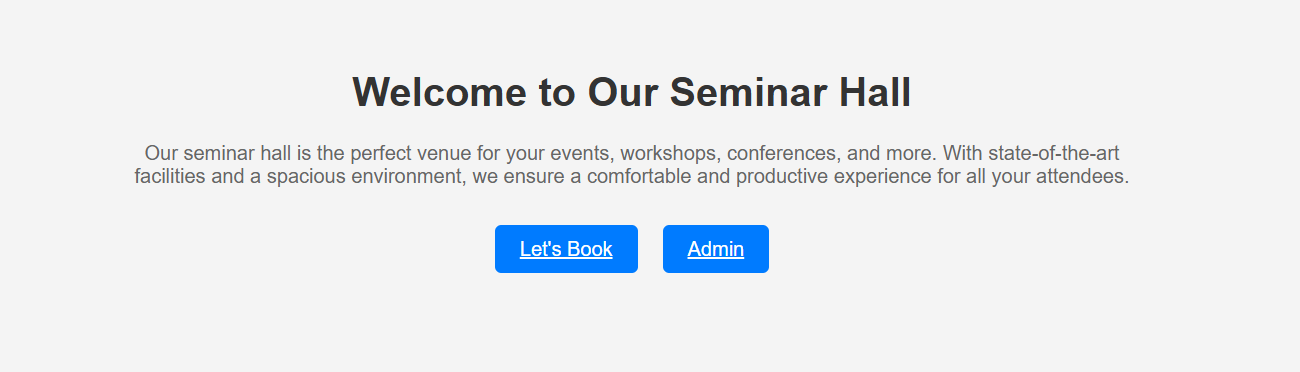 Welcome to Our Seminar Hall
Our seminar hall is the perfect venue for your events, workshops, conferences, and more. With state-of-the-art
facilities and a spacious environment, we ensure a comfortable and productive experience for all your attendees.
Let's Book
Admin